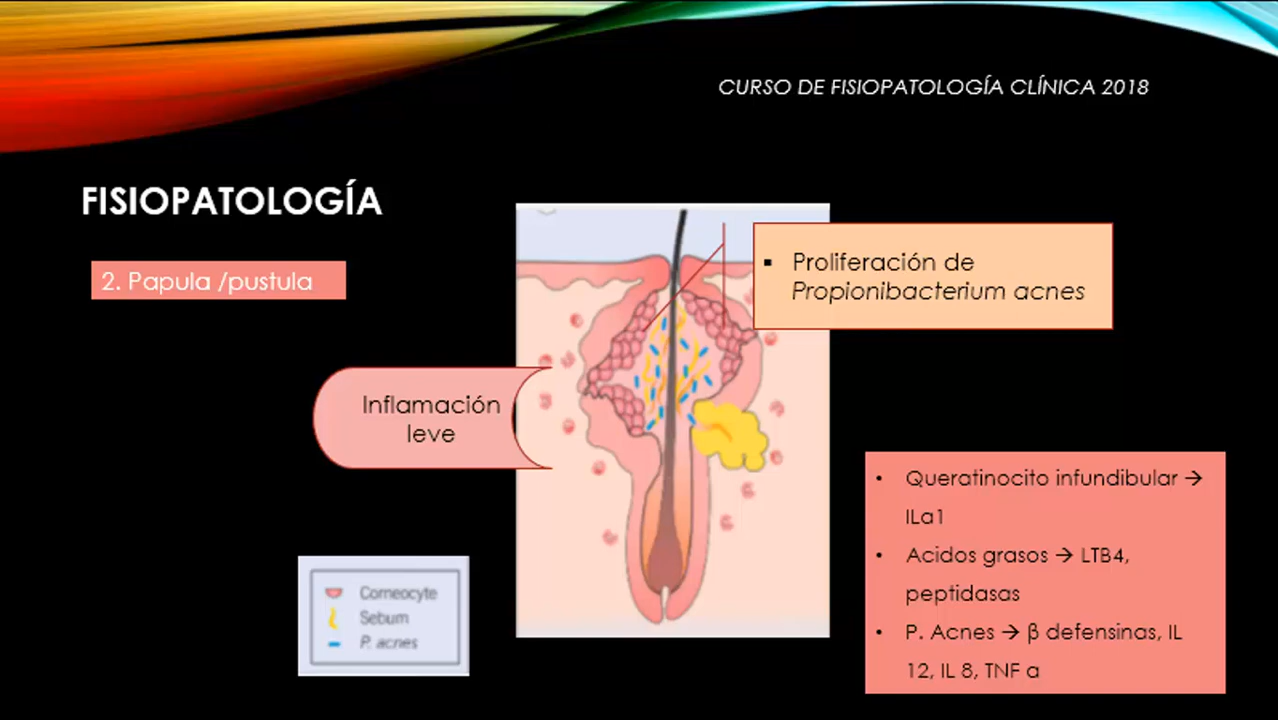 CURSO DE FISIOPATOLOGÍA CLÍNICA 2018
FISIOPATOLOGÍA
2. Papula /pustula
▪ Proliferación de
Propionibacterium acnes
Inflamación
leve
• Queratinocito infundibular →
ILa1
• Acidos grasos → LTB4,
peptidasas
• P. Acnes → β defensinas, IL
12, IL 8, TNF a
Corneocyte
Sebum
P. acnes